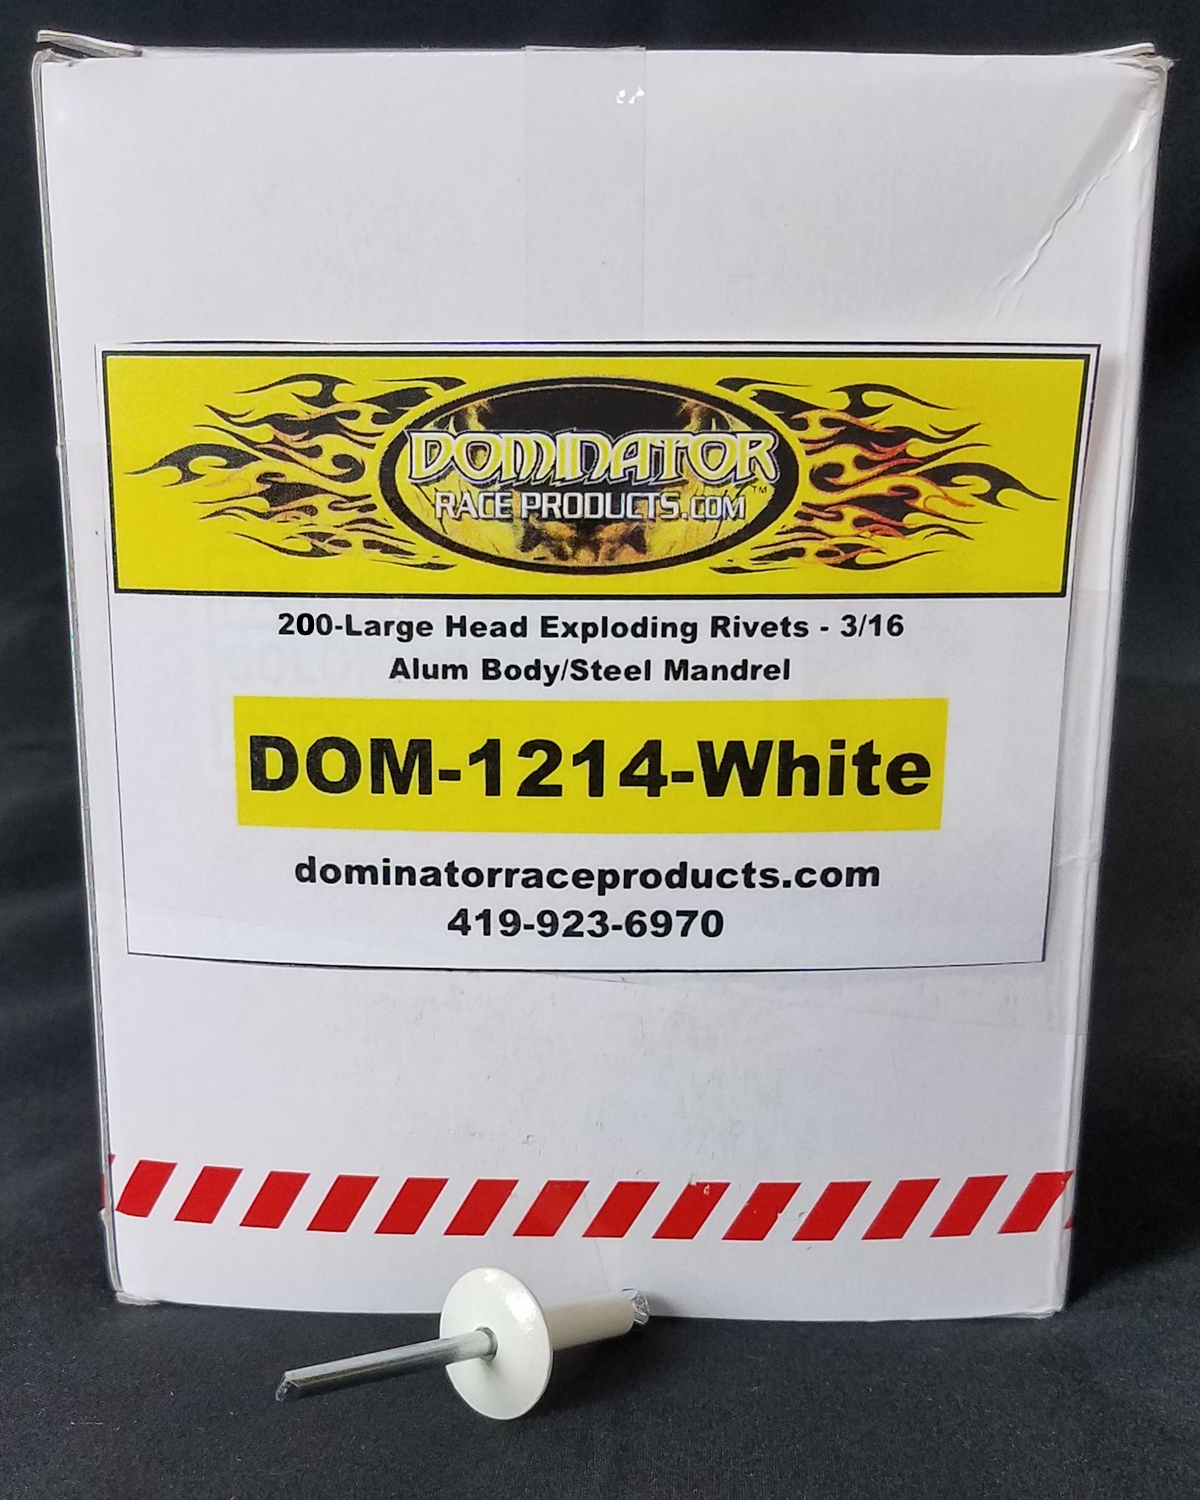 DOMINATOR
RACE PRODUCTS.COM ™
200-Large Head Exploding Rivets - 3/16
Alum Body/Steel Mandrel
DOM-1214-White
dominatorraceproducts.com
419-923-6970